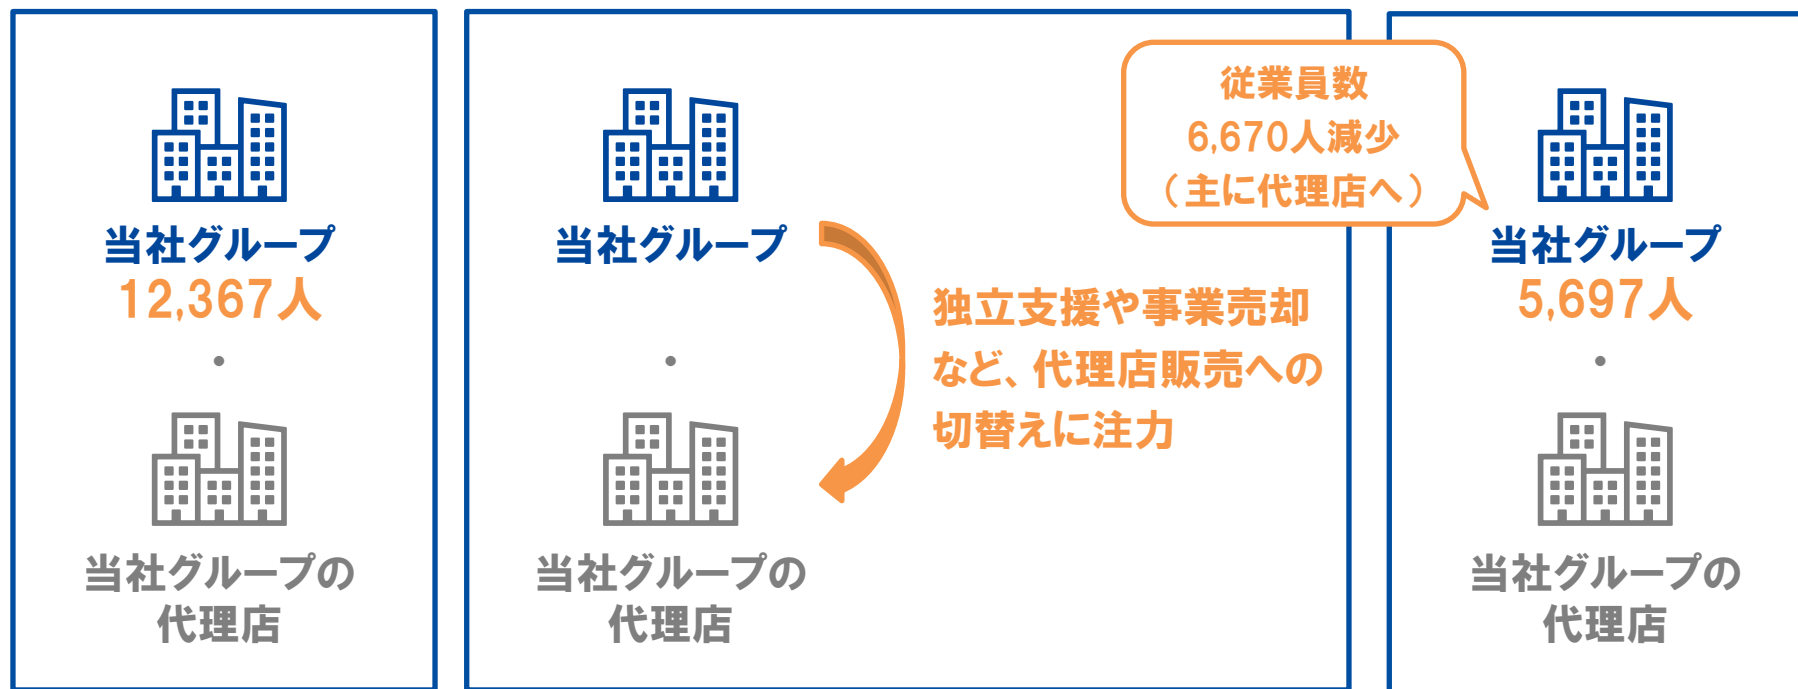 当社グループ
12,367人
・
当社グループの
代理店
当社グループ
・
当社グループの
代理店
独立支援や事業売却
など、代理店販売への
切替えに注力
従業員数
6,670人減少
（主に代理店へ）
当社グループ
5,697人
・
当社グループの
代理店